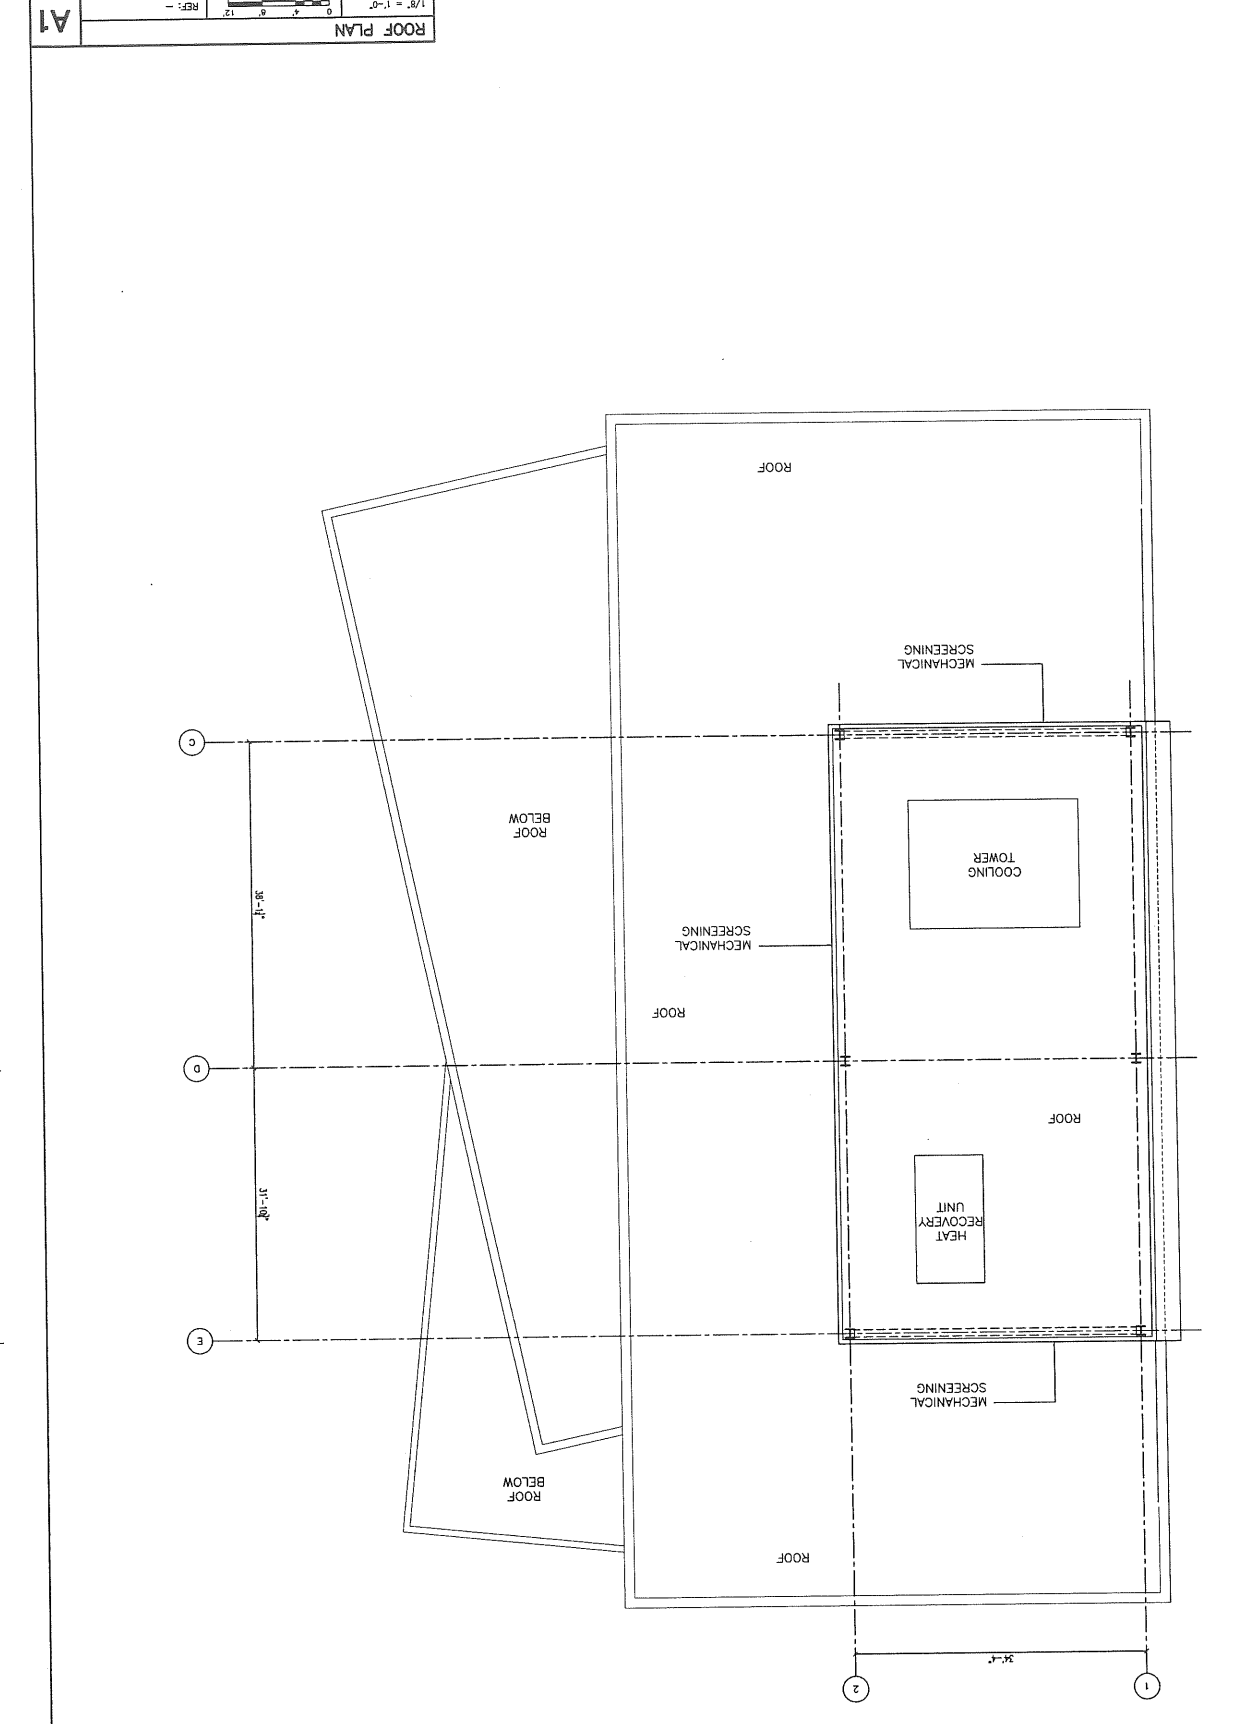 1
2
34'-4"
ROOF
ROOF
BELOW
MECHANICAL
SCREENING
E
HEAT
RECOVERY
UNIT
ROOF
D
ROOF
MECHANICAL
SCREENING
COOLING
TOWER
ROOF
BELOW
C
MECHANICAL
SCREENING
ROOF
ROOF PLAN
1/8" = 1'-0"
0 4' 8' 12'
REF: –
A1